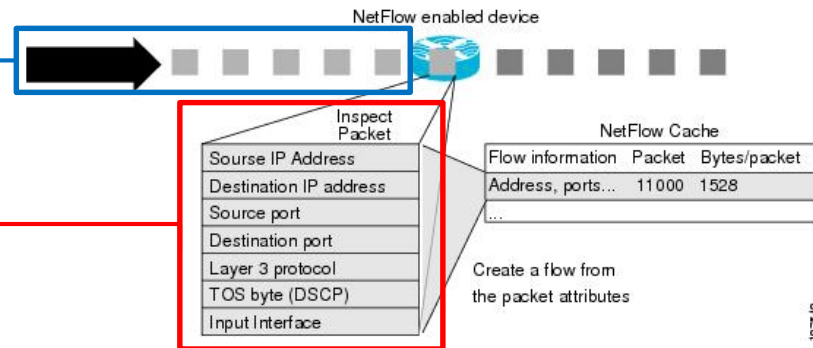 NetFlow enabled device
Inspect
Packet
Sourse IP Address
Destination IP address
Source port
Destination port
Layer 3 protocol
TOS byte (DSCP)
Input Interface
NetFlow Cache
Flow information Packet Bytes/packet
Address, ports... 11000 1528
...
Create a flow from
the packet attributes